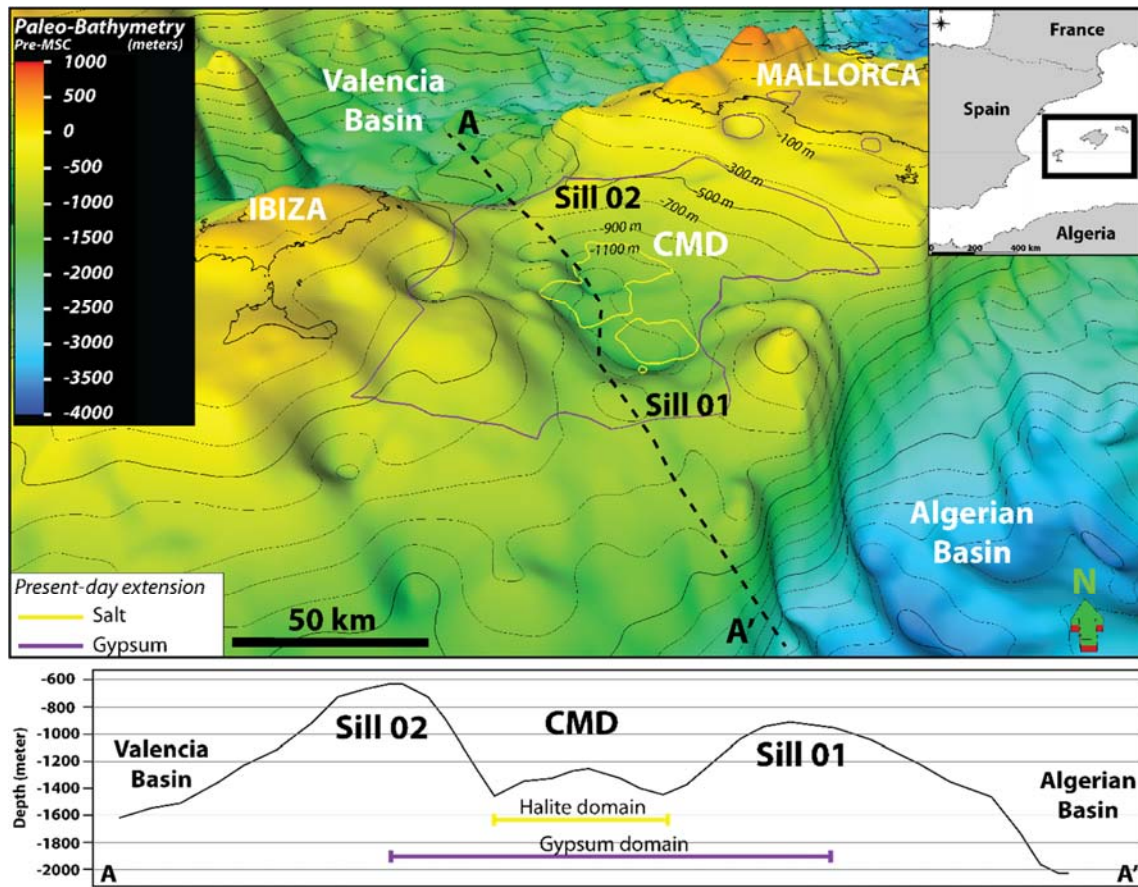 Paleo-Bathymetry
Pre-MSC (meters)
1000
500
0
-500
-1000
-1500
-2000
-2500
-3000
-3500
-4000
Valencia
Basin
A
MALLORCA
IBIZA
-100 m
-300 m
-500 m
-700 m
-900 m
-1100 m
Sill 02
CMD
Sill 01
Algerian
Basin
A'
N
France
Spain
Algeria
0 200 400 km
Present-day extension
Salt
Gypsum
50 km
Depth (meter)
-600
-800
-1000
-1200
-1400
-1600
-1800
-2000
Valencia
Basin
Sill 02
CMD
Sill 01
Algerian
Basin
Halite domain
Gypsum domain
A
A'